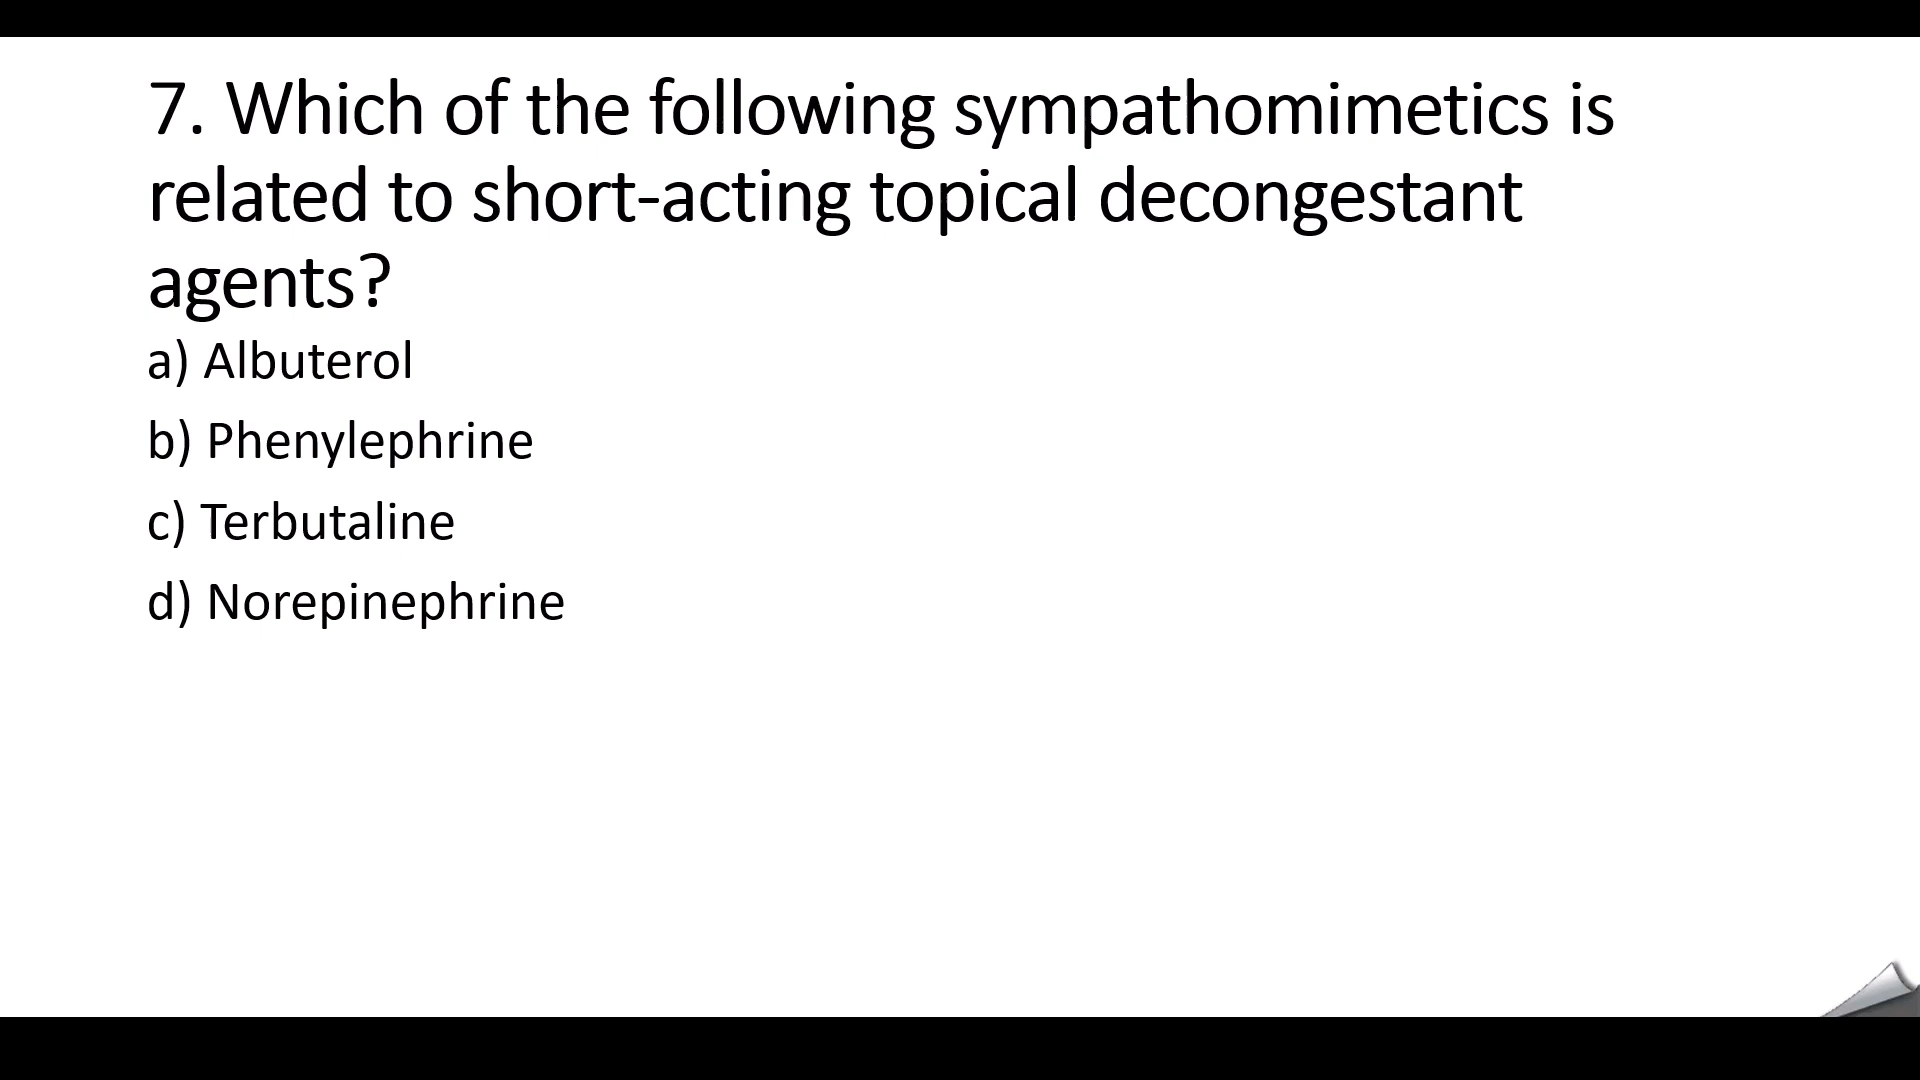 7. Which of the following sympathomimetics is
related to short-acting topical decongestant
agents?
a) Albuterol
b) Phenylephrine
c) Terbutaline
d) Norepinephrine